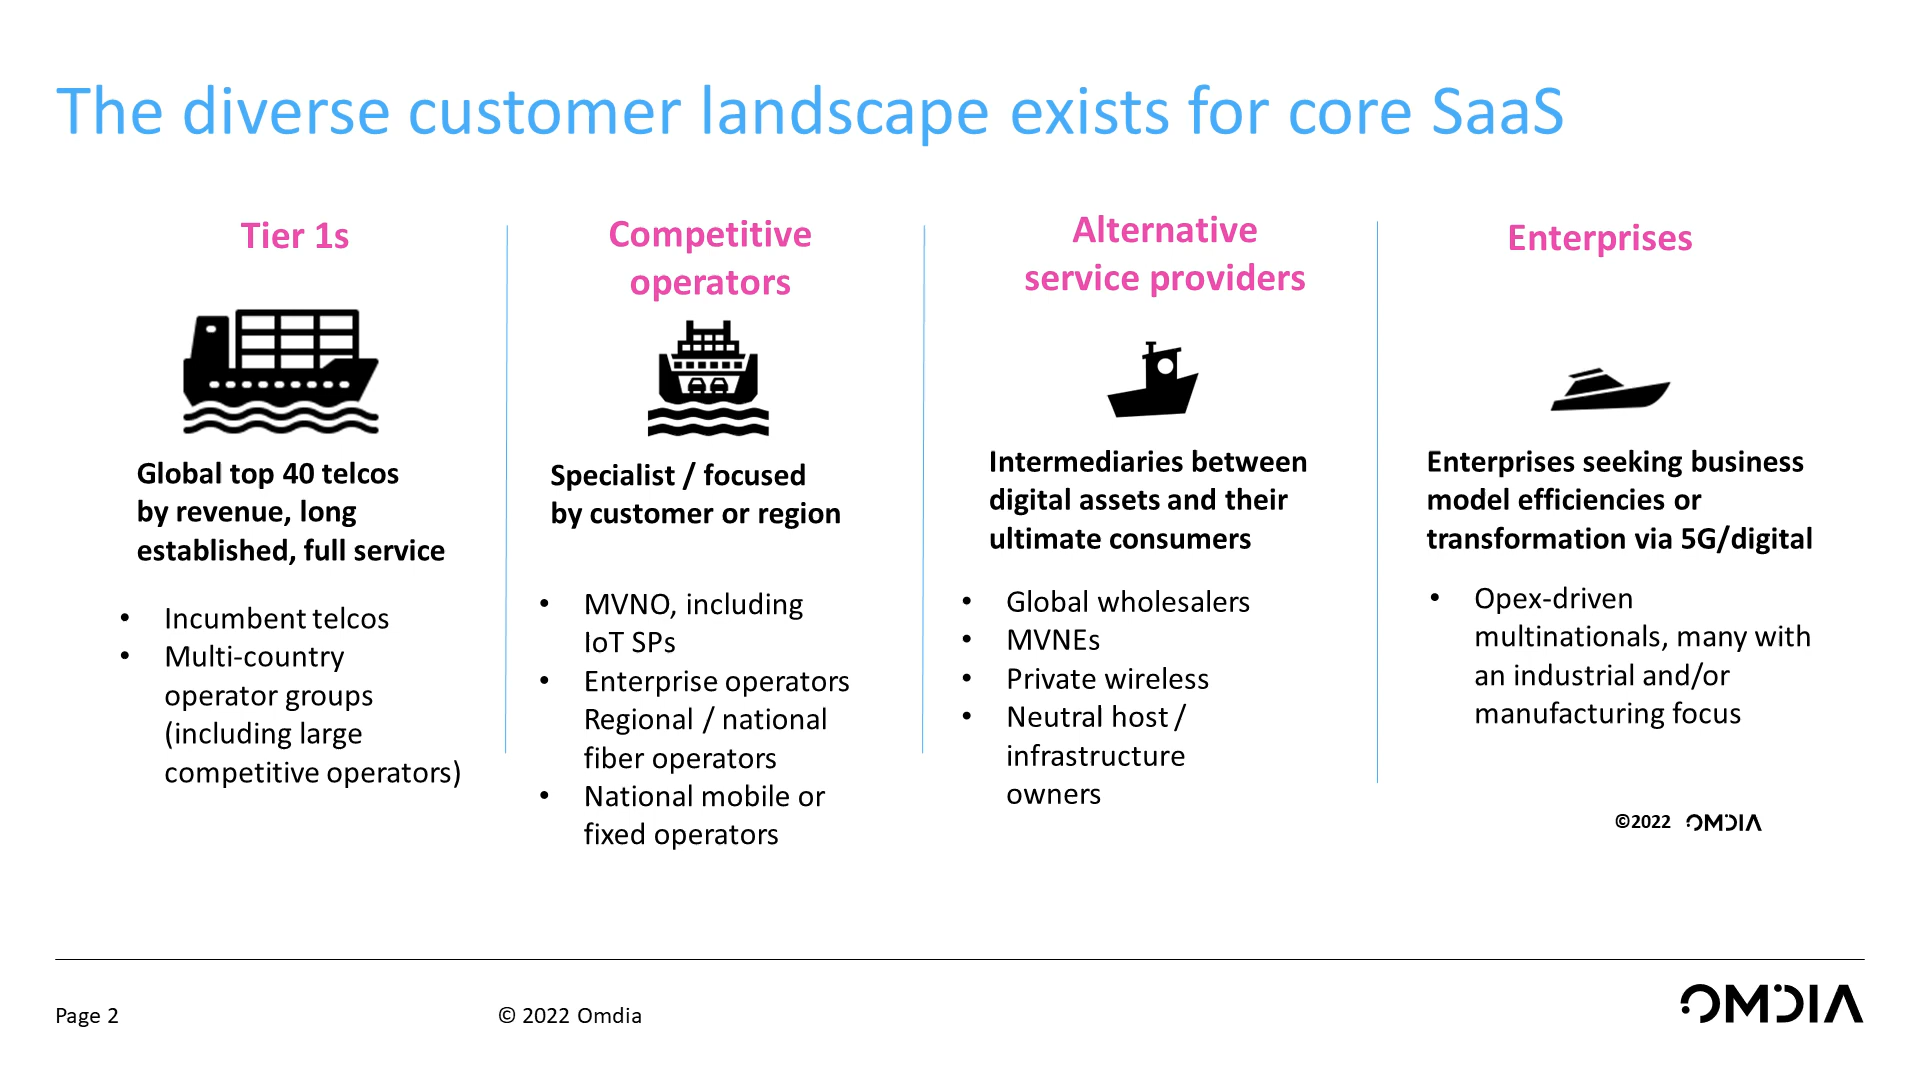 The diverse customer landscape exists for core SaaS
Tier 1s
Global top 40 telcos
by revenue, long
established, full service
• Incumbent telcos
• Multi-country
operator groups
(including large
competitive operators)
Competitive
operators
Specialist / focused
by customer or region
• MVNO, including
IoT SPs
• Enterprise operators
Regional / national
fiber operators
• National mobile or
fixed operators
Alternative
service providers
Intermediaries between
digital assets and their
ultimate consumers
• Global wholesalers
• MVNEs
• Private wireless
• Neutral host /
infrastructure
owners
Enterprises
Enterprises seeking business
model efficiencies or
transformation via 5G/digital
• Opex-driven
multinationals, many with
an industrial and/or
manufacturing focus
©2022 OMDIA
Page 2
© 2022 Omdia
OMDIA